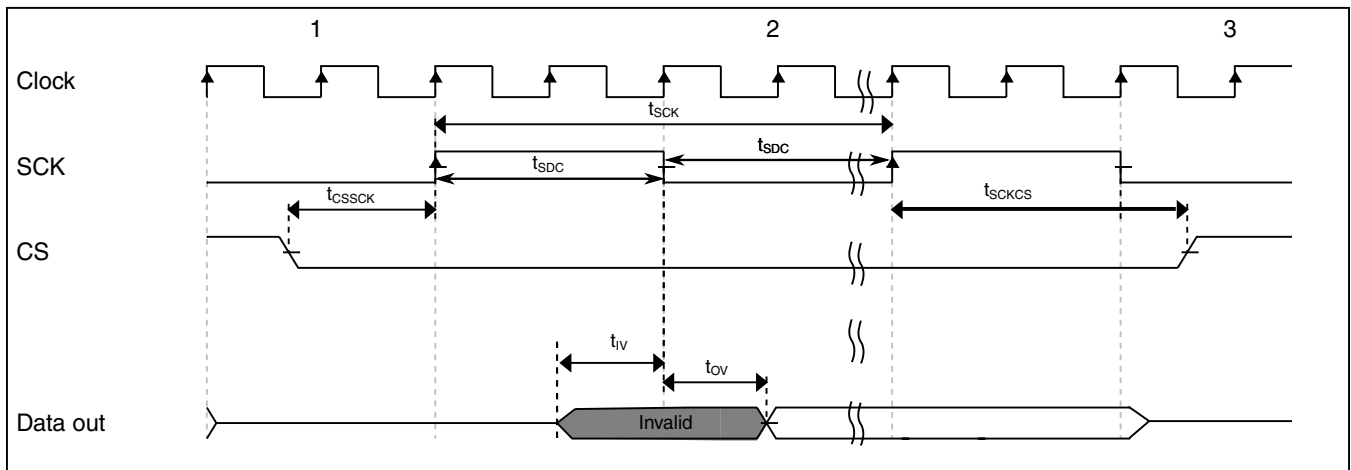 1 2 3
Clock
tSCK
SCK
tSDC tSDC
tCSSCK tSCKCS
CS
tIV
tOV
Data out Invalid